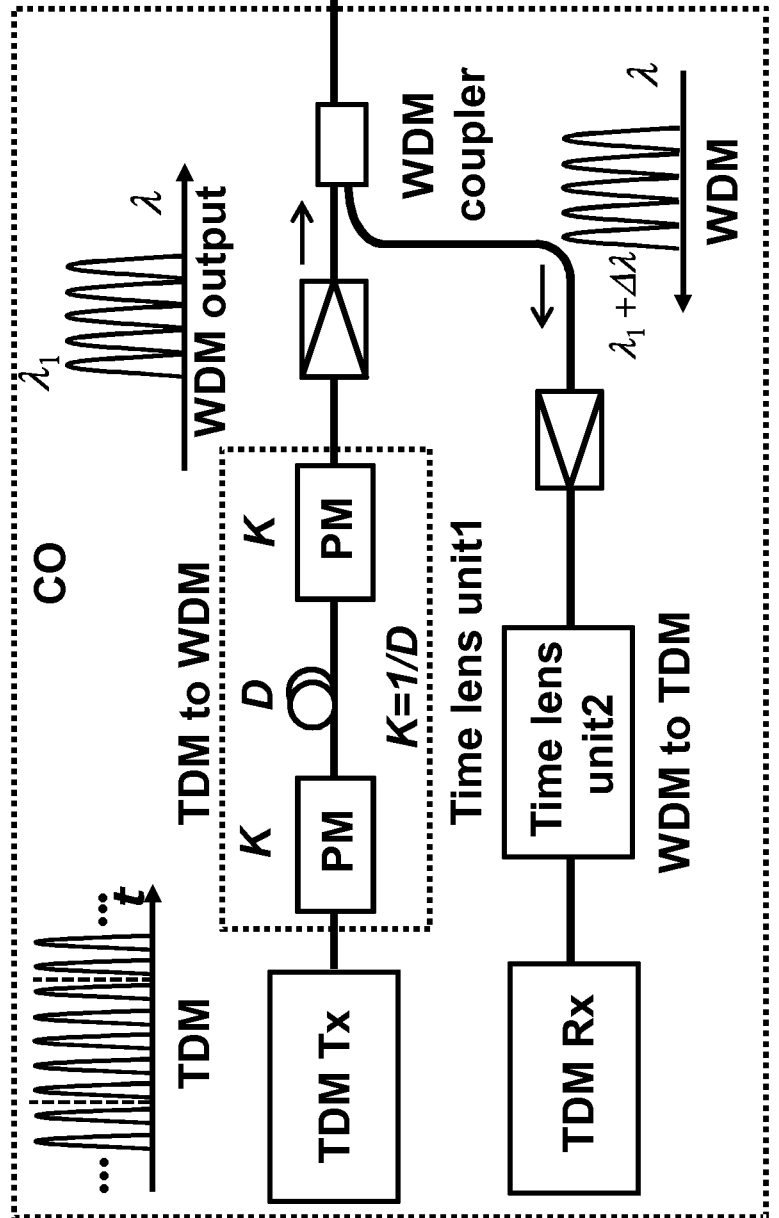 CO
λ₁
λ
WDM output
TDM to WDM
•••
t
•••
TDM
K
D
K
PM
PM
K=1/D
TDM Tx
Time lens unit1
WDM
coupler
λ
λ₁ + Δλ
WDM
TDM Rx
Time lens
unit2
WDM to TDM